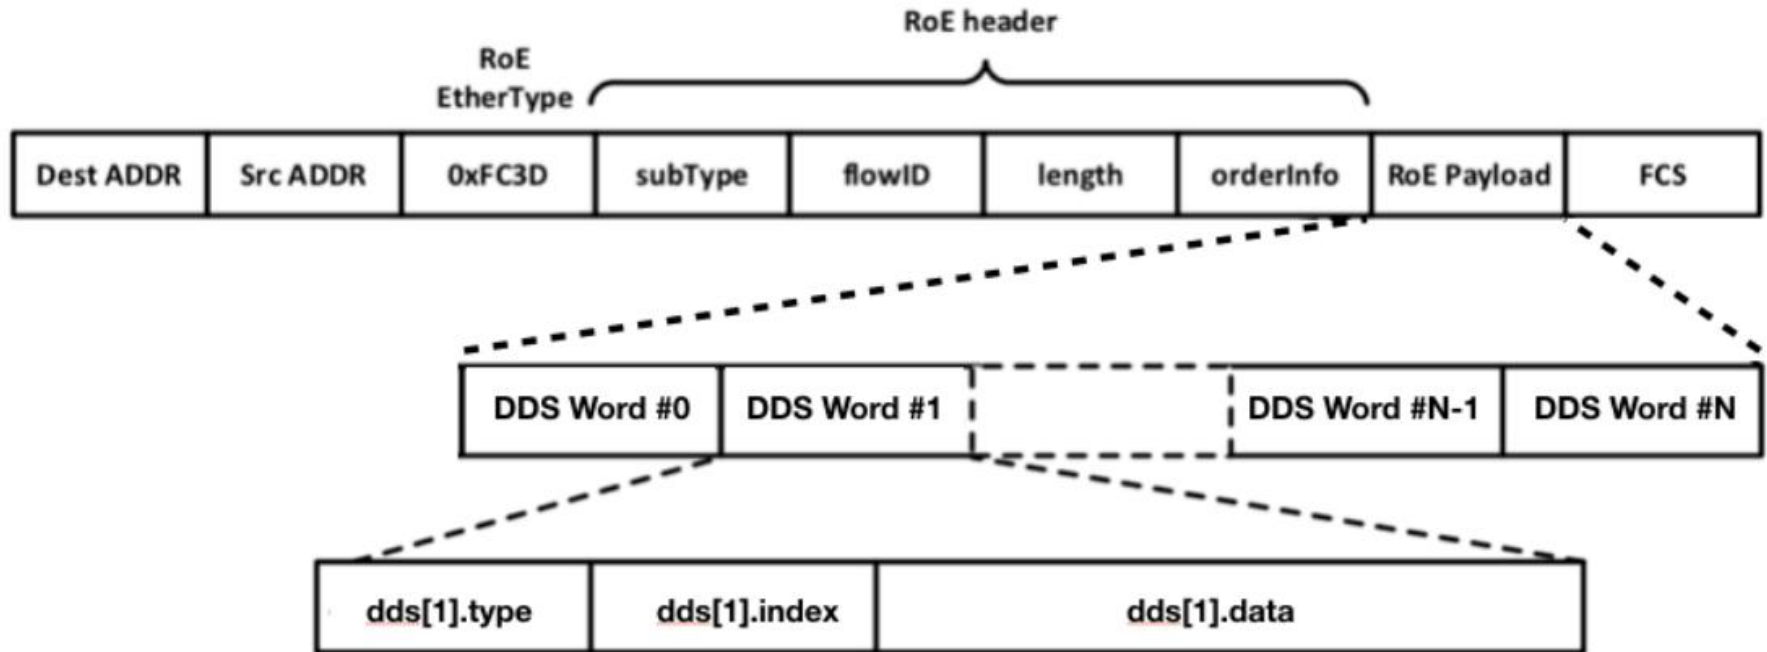 RoE header
RoE
EtherType
Dest ADDR Src ADDR 0xFC3D subType flowID length orderInfo RoE Payload FCS
DDS Word #0 DDS Word #1 DDS Word #N-1 DDS Word #N
dds[1].type dds[1].index dds[1].data